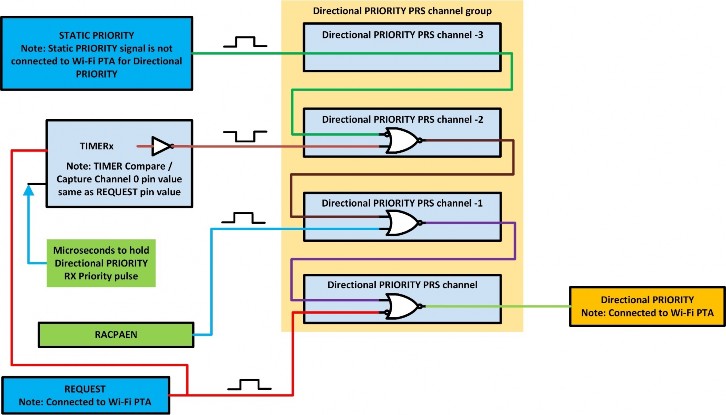 Directional PRIORITY PRS channel group
STATIC PRIORITY
Note: Static PRIORITY signal is not
connected to Wi-Fi PTA for Directional
PRIORITY
Directional PRIORITY PRS channel -3
Directional PRIORITY PRS channel -2
TIMERx
Note: TIMER Compare /
Capture Channel 0 pin value
same as REQUEST pin value
Directional PRIORITY PRS channel -1
Microseconds to hold
Directional PRIORITY
RX Priority pulse
Directional PRIORITY PRS channel
Directional PRIORITY
Note: Connected to Wi-Fi PTA
RACPAEN
REQUEST
Note: Connected to Wi-Fi PTA